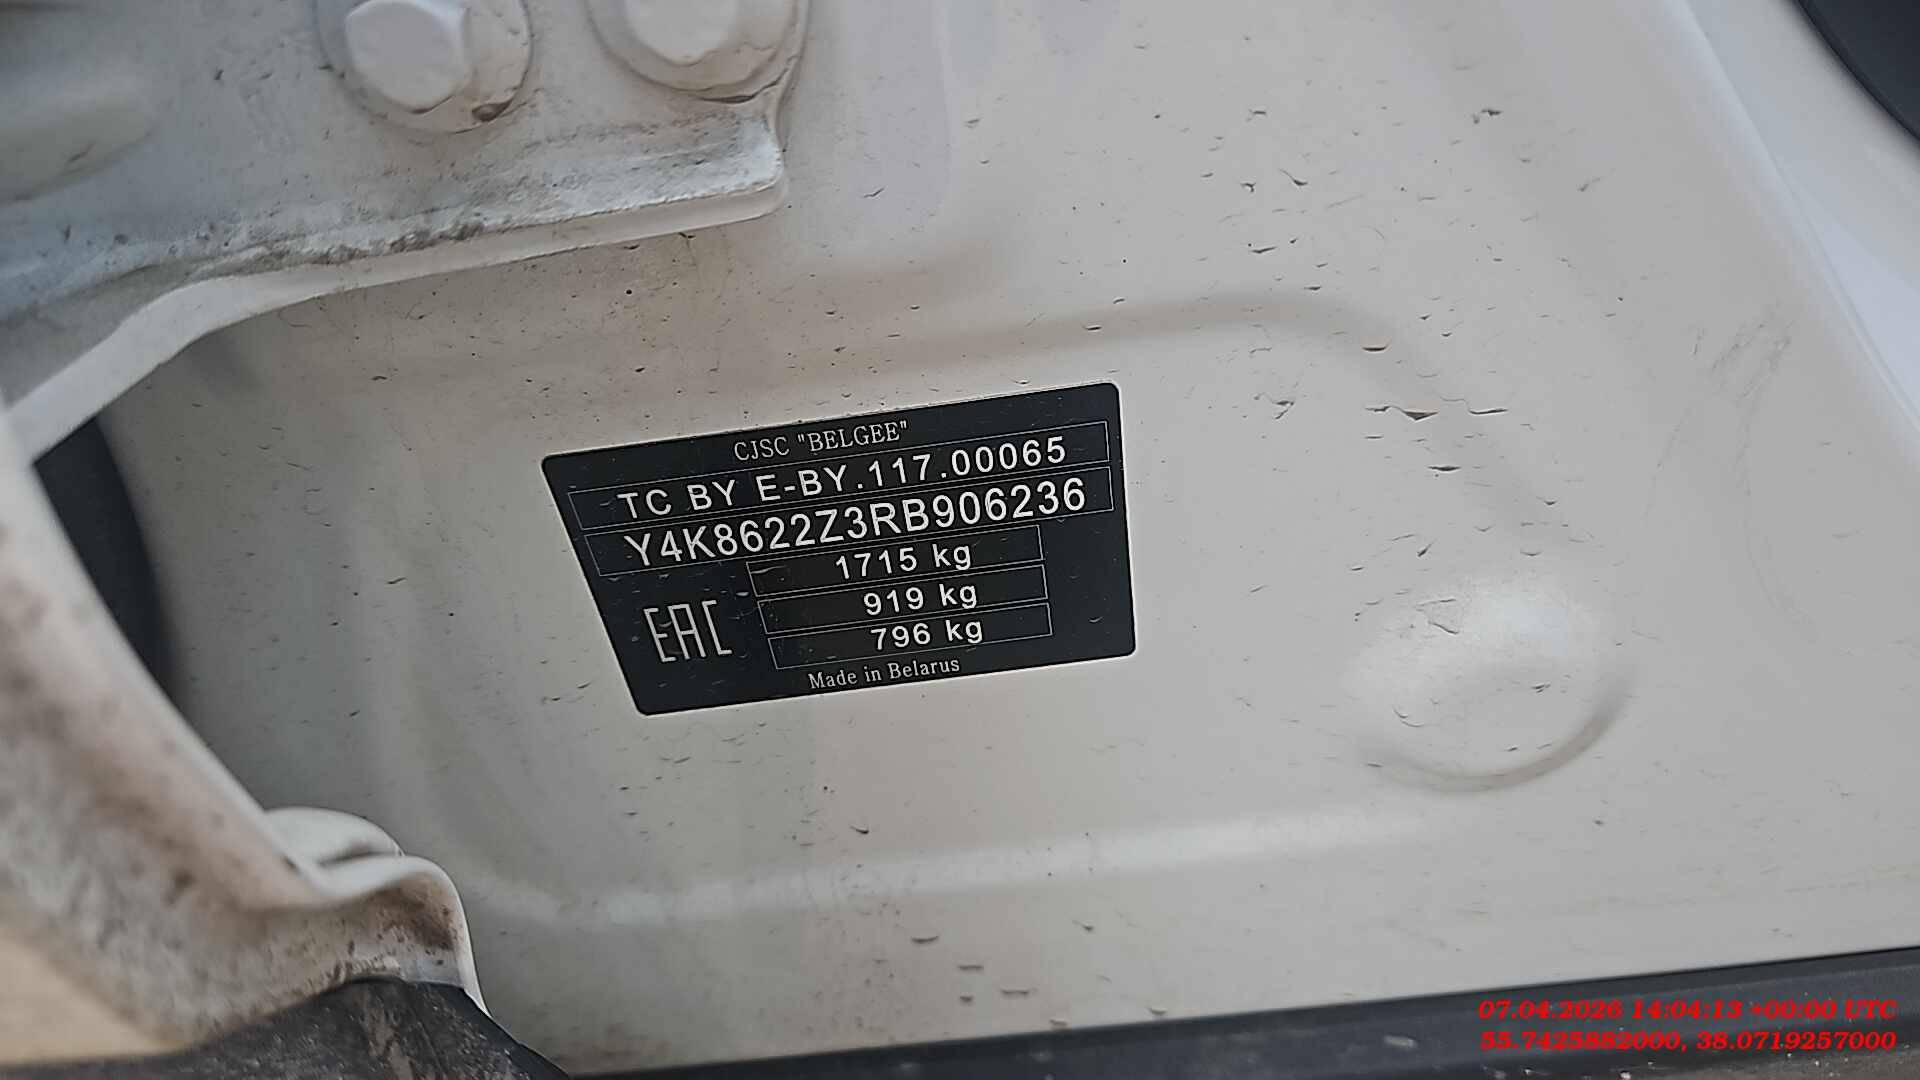 CJSC "BELGEE"
TC BY E-BY.117.00065
Y4K8622Z3RB906236
1715 kg
919 kg
EAC
796 kg
Made in Belarus
07.04.2026 14:04:13 +00:00 UTC
55.7425882000, 38.0719257000